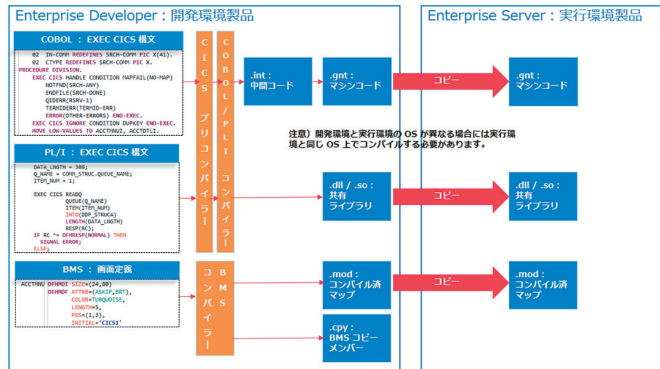 Enterprise Developer：開発環境製品
Enterprise Server：実行環境製品
COBOL ： EXEC CICS 構文
02  IN-COMM REDEFINES SRCH-COMM PIC X(41).
02  CTYPE REDEFINES SRCH-COMM PIC X.
PROCEDURE DIVISION.
EXEC CICS HANDLE CONDITION MAPFAIL(NO-MAP)
NOTFND(SRCH-ANY)
ENDFILE(SRCH-DONE)
QIDERR(RSRV-1)
TERMIDERR(TERMID-ERR)
ERROR(OTHER-ERRORS) END-EXEC.
EXEC CICS IGNORE CONDITION DUPKEY END-EXEC.
MOVE LOW-VALUES TO ACCTMNUI, ACCTDTLI.
CICS プリコンパイラー
COBOL/PLI コンパイラー
.int：
中間コード
.gnt：
マシンコード
コピー
.gnt：
マシンコード
注意）開発環境と実行環境の OS が異なる場合には実行環
境と同じ OS 上でコンパイルする必要があります。
PL/I ： EXEC CICS 構文
DATA_LNGTH = 308;
Q_NAME = COMM_STRUC.QUEUE_NAME;
ITEM_NUM = 1;
EXEC CICS READQ
QUEUE(Q_NAME)
ITEM(ITEM_NUM)
INTO(DDP_STRUCA)
LENGTH(DATA_LNGTH)
RESP(RC);
IF RC ^= DFHRESP(NORMAL) THEN
SIGNAL ERROR;
ELSE;
.dll / .so：
共有
ライブラリ
コピー
.dll / .so：
共有
ライブラリ
BMS ： 画面定義
ACCTMNU DFHMDI SIZE=(24,80)
DFHMDF ATTRB=(ASKIP,BRT),
COLOR=TURQUOISE,
LENGTH=5,
POS=(1,3),
INITIAL='CICS1'
BMS
コンパイラー
.mod：
コンパイル済
マップ
コピー
.mod：
コンパイル済
マップ
.cpy：
BMS コピー
メンバー